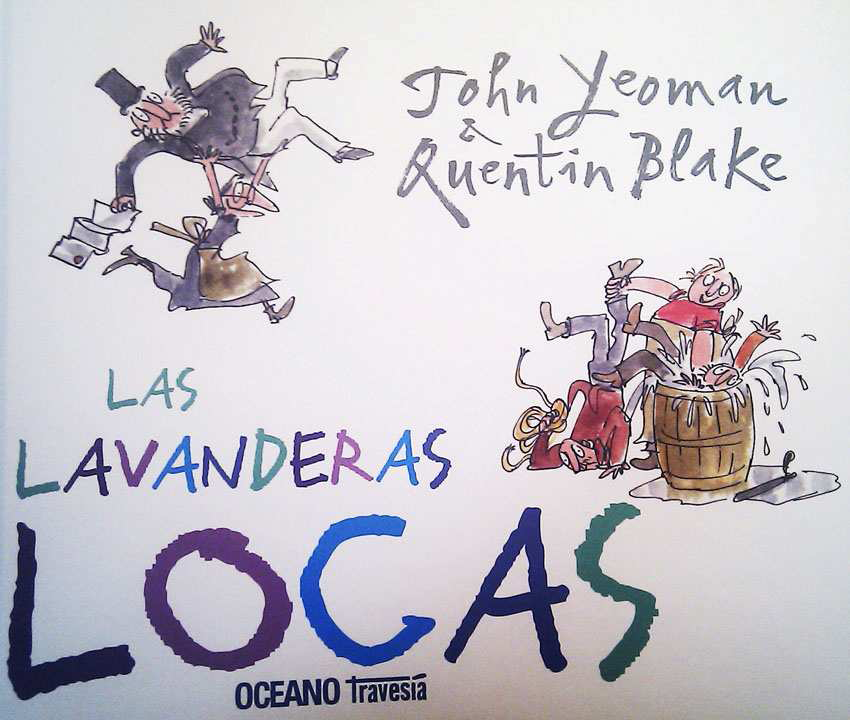 John Yeoman
&
Quentin Blake
LAS
LAVANDERAS
LOCAS
OCEANO Travesía